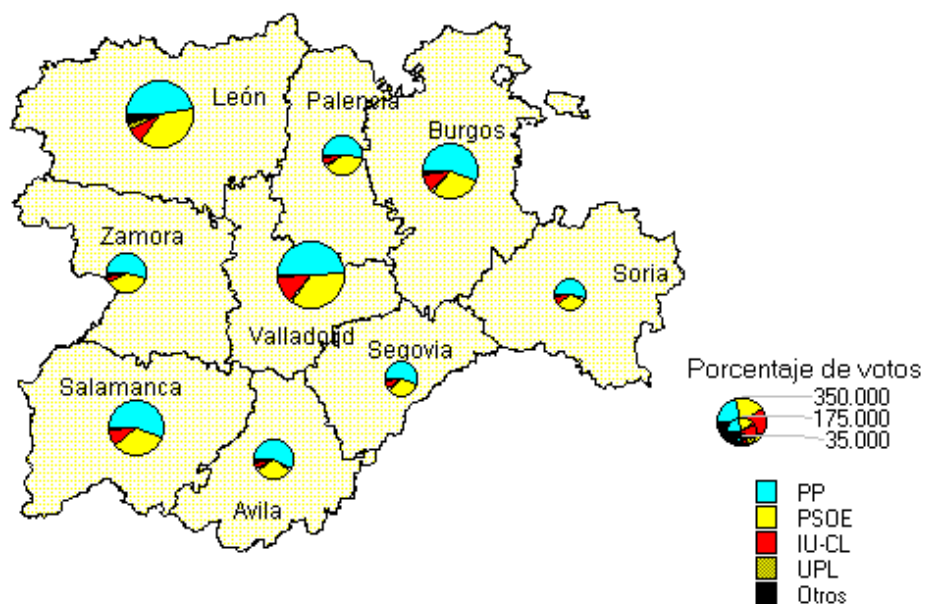 León
Palencia
Burgos
Zamora
Soria
Valladolid
Segovia
Salamanca
Avila
Porcentaje de votos
350.000
175.000
35.000
PP
PSOE
IU-CL
UPL
Otros